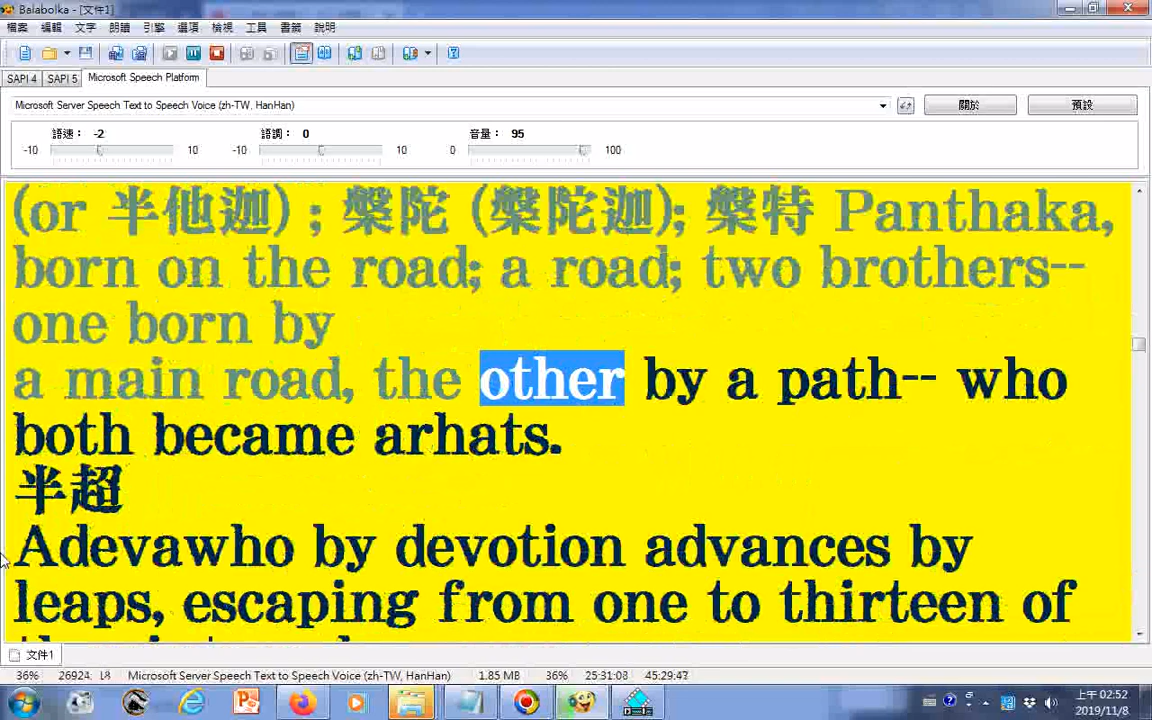 Balabolka - [文件1]
檔案 編輯 文字 朗讀 引擎 選項 檢視 工具 書籤 說明
SAPI 4 SAPI 5 Microsoft Speech Platform
Microsoft Server Speech Text to Speech Voice (zh-TW, HanHan) 關於 預設
語速： -2 語調： 0 音量： 95
-10 10 -10 10 0 100
(or 半他迦) ; 槃陀 (槃陀迦); 槃特 Panthaka,
born on the road; a road; two brothers--
one born by
a main road, the other by a path-- who
both became arhats.
半超
Adevawho by devotion advances by
leaps, escaping from one to thirteen of
文件1
36% 26924: 18 Microsoft Server Speech Text to Speech Voice (zh-TW, HanHan) 1.85 MB 36% 25:31:08 45:29:47
上午 02:52
2019/11/8